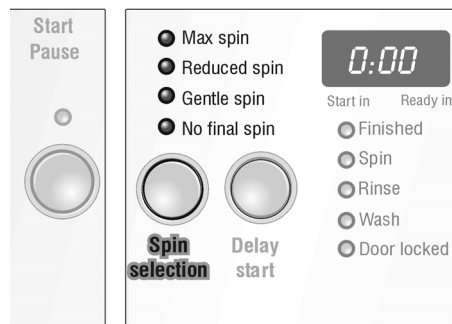 Start
Pause
Max spin
Reduced spin
Gentle spin
No final spin
Spin
selection
Delay
start
0:00
Start in
Ready in
Finished
Spin
Rinse
Wash
Door locked